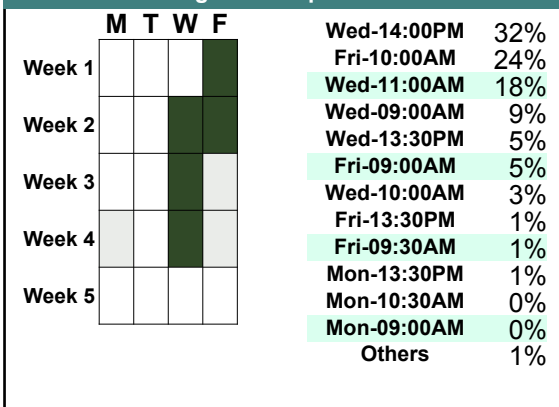 M T W F
Week 1
Week 2
Week 3
Week 4
Week 5
Wed-14:00PM 32%
Fri-10:00AM 24%
Wed-11:00AM 18%
Wed-09:00AM 9%
Wed-13:30PM 5%
Fri-09:00AM 5%
Wed-10:00AM 3%
Fri-13:30PM 1%
Fri-09:30AM 1%
Mon-13:30PM 1%
Mon-10:30AM 0%
Mon-09:00AM 0%
Others 1%